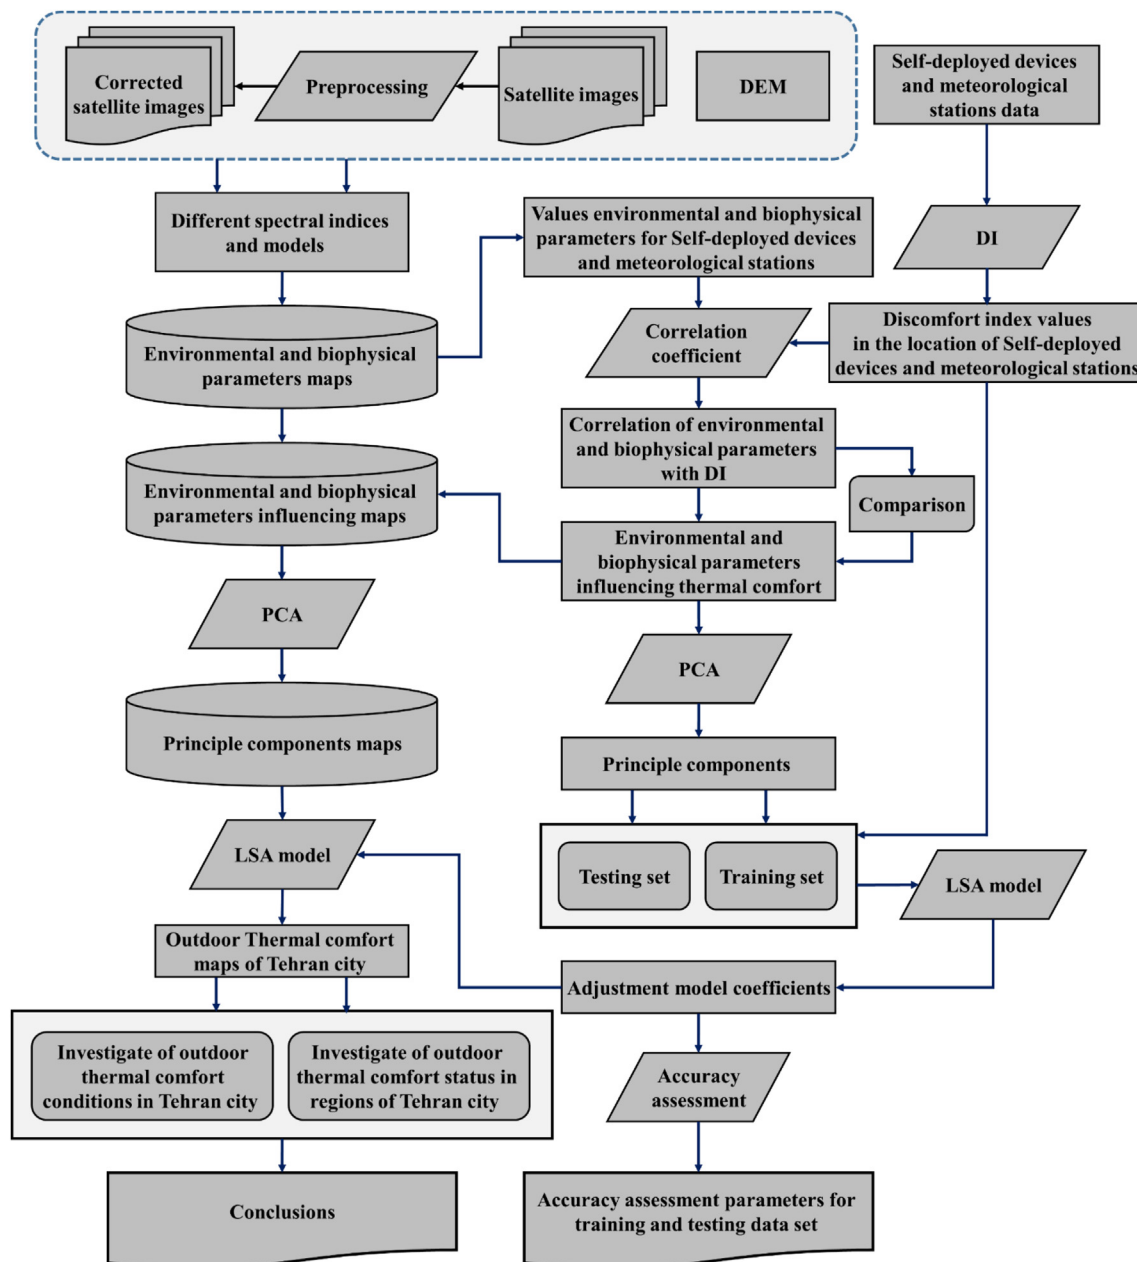 Corrected
satellite images
Preprocessing
Satellite images
DEM
Self-deployed devices
and meteorological
stations data
Different spectral indices
and models
Values environmental and biophysical
parameters for Self-deployed devices
and meteorological stations
DI
Environmental and biophysical
parameters maps
Correlation
coefficient
Discomfort index values
in the location of Self-deployed
devices and meteorological stations
Correlation of environmental
and biophysical parameters
with DI
Environmental and biophysical
parameters influencing maps
Comparison
Environmental and
biophysical parameters
influencing thermal comfort
PCA
PCA
Principle components maps
Principle components
LSA model
Testing set
Training set
LSA model
Outdoor Thermal comfort
maps of Tehran city
Adjustment model coefficients
Investigate of outdoor
thermal comfort
conditions in Tehran city
Investigate of outdoor
thermal comfort status in
regions of Tehran city
Accuracy
assessment
Conclusions
Accuracy assessment parameters for
training and testing data set